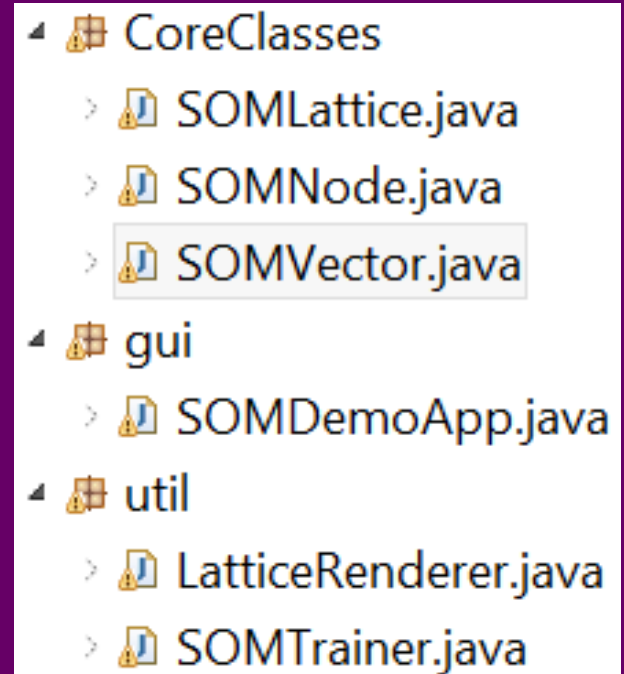 CoreClasses
SOMLattice.java
SOMNode.java
SOMVector.java
gui
SOMDemoApp.java
util
LatticeRenderer.java
SOMTrainer.java